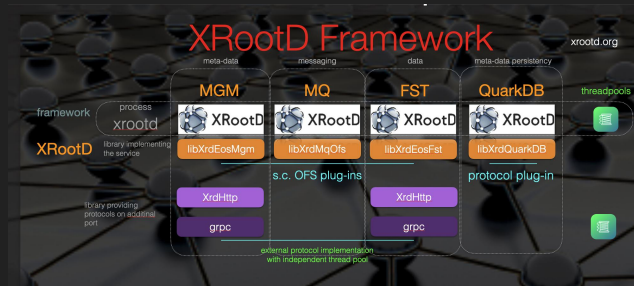 XRootD Framework
xrootd.org
meta-data
messaging
data
meta-data persistency
MGM
MQ
FST
QuarkDB
threadpools
framework
process
xrootd
XRootD
XRootD
XRootD
XRootD
XRootD
library implementing
the service
libXrdEosMgm
libXrdMqOfs
libXrdEosFst
libXrdQuarkDB
s.c. OFS plug-ins
protocol plug-in
library providing
protocols on additinal
port
XrdHttp
XrdHttp
grpc
grpc
external protocol implementation
with independent thread pool